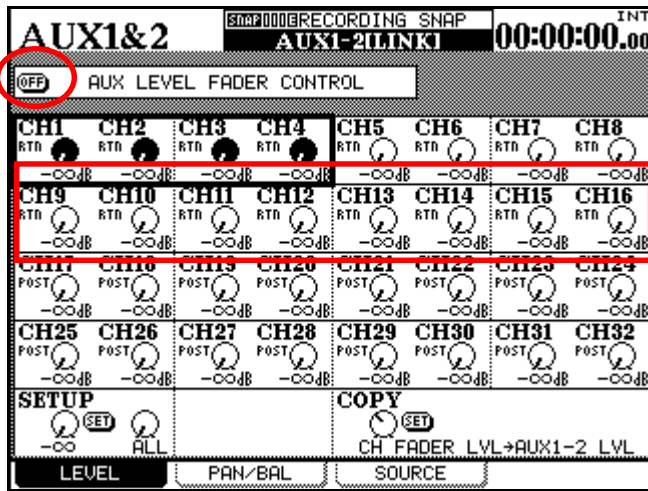 AUX1&2 SNAP000:RECORDING SNAP INT
AUX1-2[LINK] 00:00:00.00
OFF AUX LEVEL FADER CONTROL
CH1 CH2 CH3 CH4 CH5 CH6 CH7 CH8
RTN RTN RTN RTN RTN RTN RTN RTN
-∞dB -∞dB -∞dB -∞dB -∞dB -∞dB -∞dB -∞dB
CH9 CH10 CH11 CH12 CH13 CH14 CH15 CH16
RTN RTN RTN RTN RTN RTN RTN RTN
-∞dB -∞dB -∞dB -∞dB -∞dB -∞dB -∞dB -∞dB
CH17 CH18 CH19 CH20 CH21 CH22 CH23 CH24
POST POST POST POST POST POST POST POST
-∞dB -∞dB -∞dB -∞dB -∞dB -∞dB -∞dB -∞dB
CH25 CH26 CH27 CH28 CH29 CH30 CH31 CH32
POST POST POST POST POST POST POST POST
-∞dB -∞dB -∞dB -∞dB -∞dB -∞dB -∞dB -∞dB
SETUP COPY
SET SET
-∞ ALL CH FADER LVL→AUX1-2 LVL
LEVEL PAN/BAL SOURCE